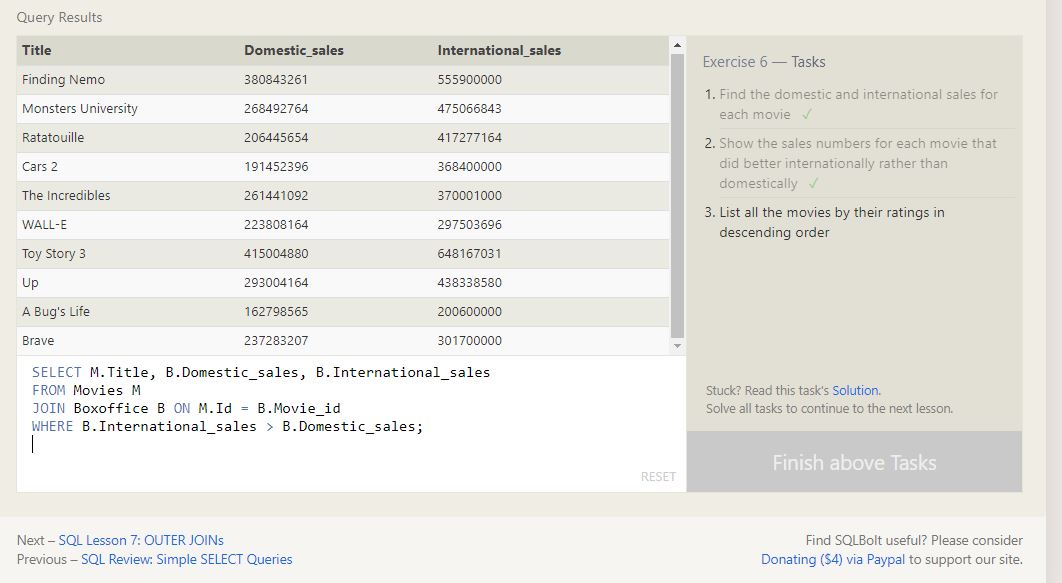 Query Results
Title Domestic_sales International_sales
Finding Nemo 380843261 555900000
Monsters University 268492764 475066843
Ratatouille 206445654 417277164
Cars 2 191452396 368400000
The Incredibles 261441092 370001000
WALL-E 223808164 297503696
Toy Story 3 415004880 648167031
Up 293004164 438338580
A Bug's Life 162798565 200600000
Brave 237283207 301700000
SELECT M.Title, B.Domestic_sales, B.International_sales
FROM Movies M
JOIN Boxoffice B ON M.Id = B.Movie_id
WHERE B.International_sales > B.Domestic_sales;
RESET
Exercise 6 — Tasks
1. Find the domestic and international sales for
each movie ✓
2. Show the sales numbers for each movie that
did better internationally rather than
domestically ✓
3. List all the movies by their ratings in
descending order
Stuck? Read this task's Solution.
Solve all tasks to continue to the next lesson.
Finish above Tasks
Next – SQL Lesson 7: OUTER JOINs
Previous – SQL Review: Simple SELECT Queries
Find SQLBolt useful? Please consider
Donating ($4) via Paypal to support our site.